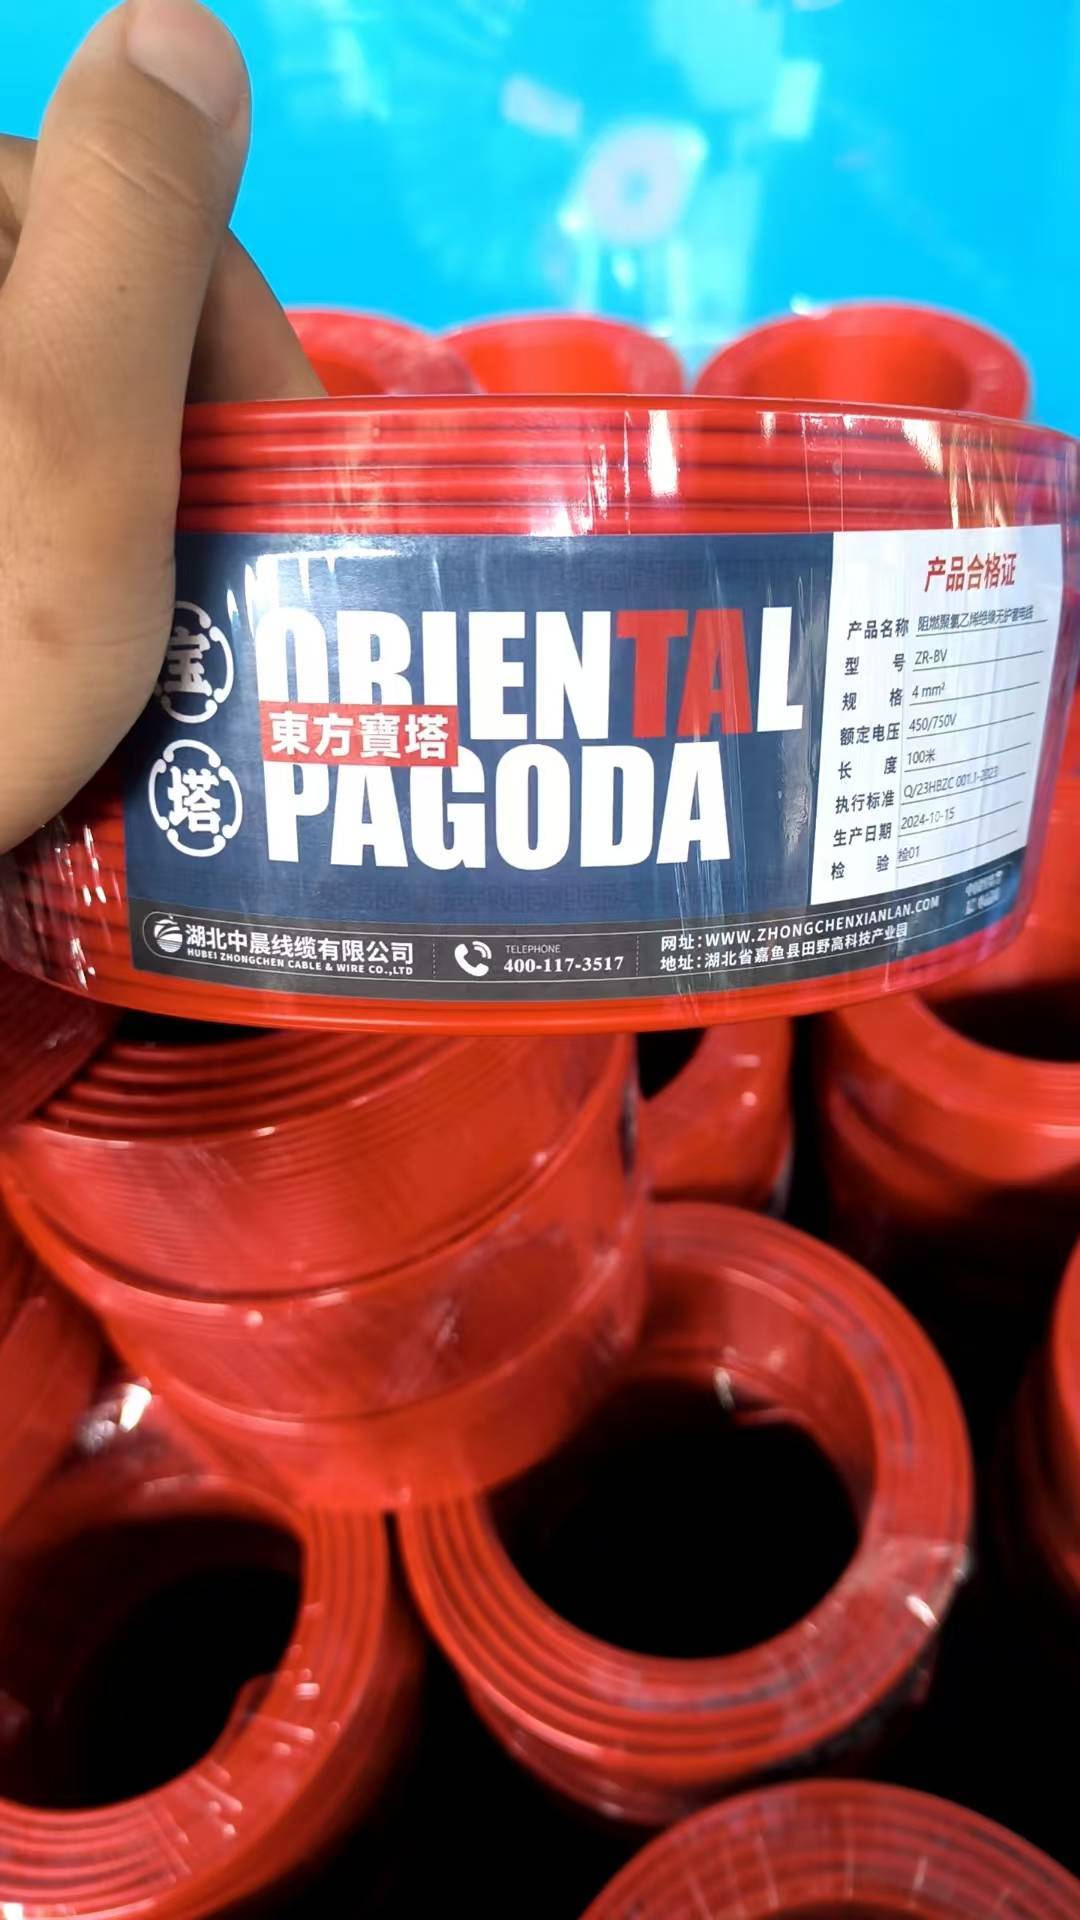 宝
塔
ORIENTAL
東方寶塔
PAGODA
产品合格证
产品名称 阻燃聚氯乙烯绝缘无护套电线
型号 ZR-BV
规格 4 mm²
额定电压 450/750V
长度 100米
执行标准 Q/23HBZC 001.1-2023
生产日期 2024-10-15
检验 检01
湖北中晨线缆有限公司
HUBEI ZHONGCHEN CABLE & WIRE CO.,LTD
TELEPHONE
400-117-3517
网址:WWW.ZHONGCHENXIANLAN.COM
地址:湖北省嘉鱼县田野高科技产业园